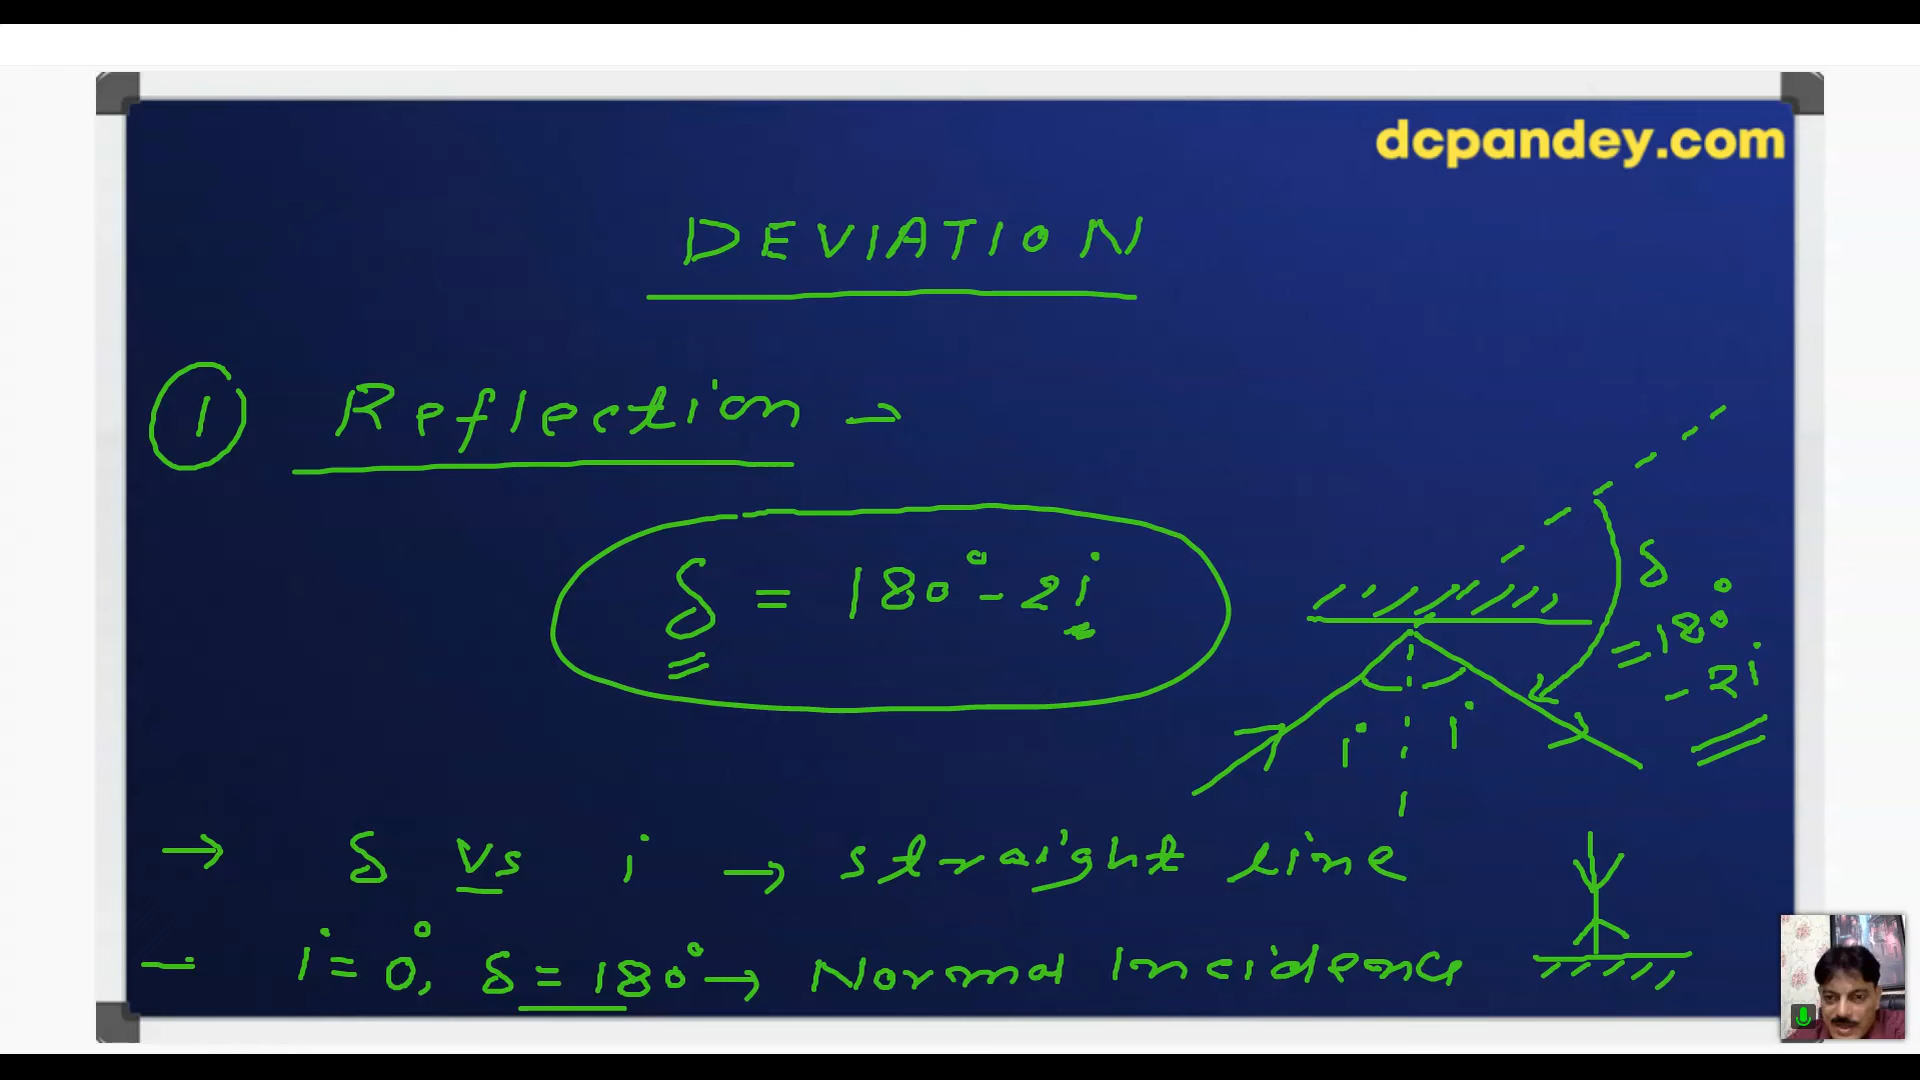 dcpandey.com
DEVIATION
1 Reflection →
δ = 180° - 2i
δ
= 180°
- 2i
i i
→ δ Vs i → straight line
- i = 0°, δ = 180° → Normal Incidence